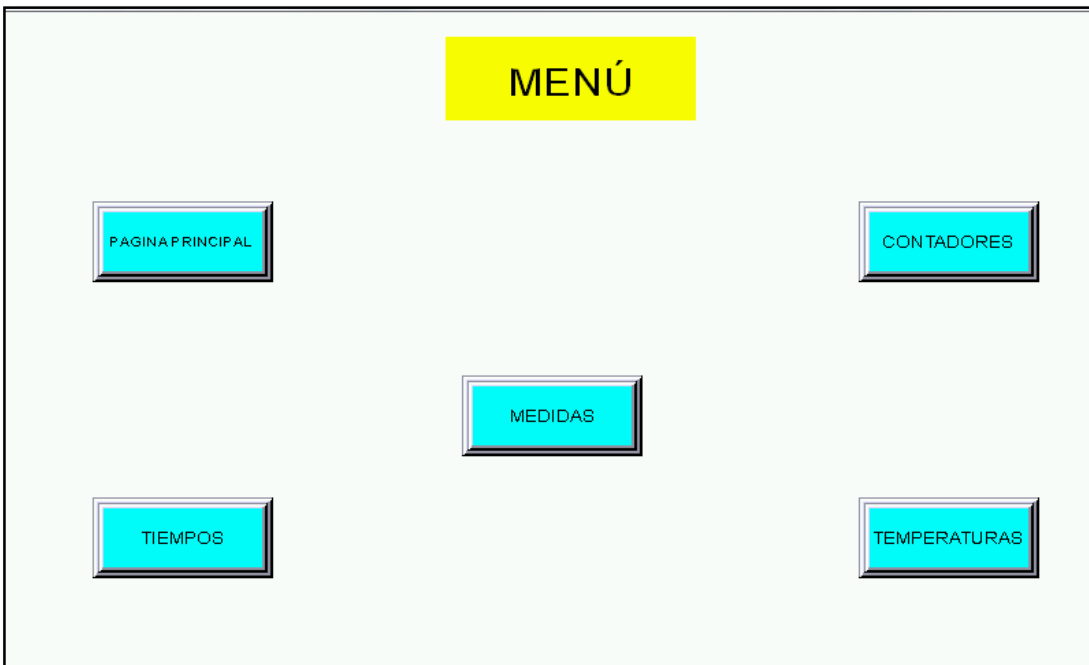 MENÚ
PAGINA PRINCIPAL
CONTADORES
MEDIDAS
TIEMPOS
TEMPERATURAS